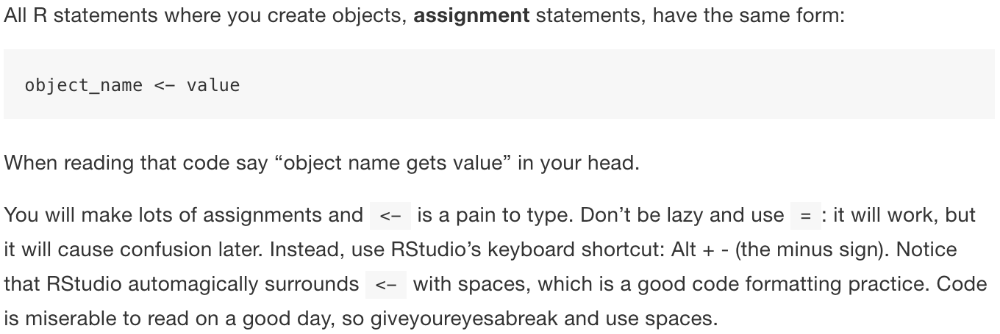 All R statements where you create objects, assignment statements, have the same form:
object_name <- value
When reading that code say “object name gets value” in your head.
You will make lots of assignments and <- is a pain to type. Don’t be lazy and use = : it will work, but
it will cause confusion later. Instead, use RStudio’s keyboard shortcut: Alt + - (the minus sign). Notice
that RStudio automagically surrounds <- with spaces, which is a good code formatting practice. Code
is miserable to read on a good day, so giveyoureyesabreak and use spaces.